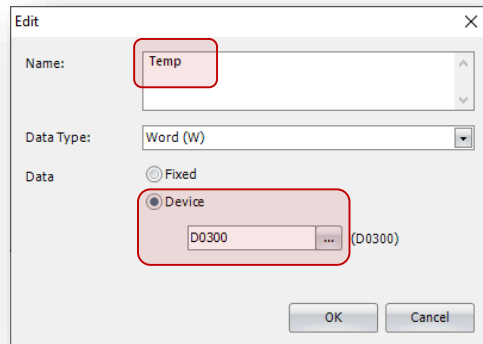 Edit
Name: Temp
Data Type: Word (W)
Data Fixed
Device
D0300 ... (D0300)
OK Cancel